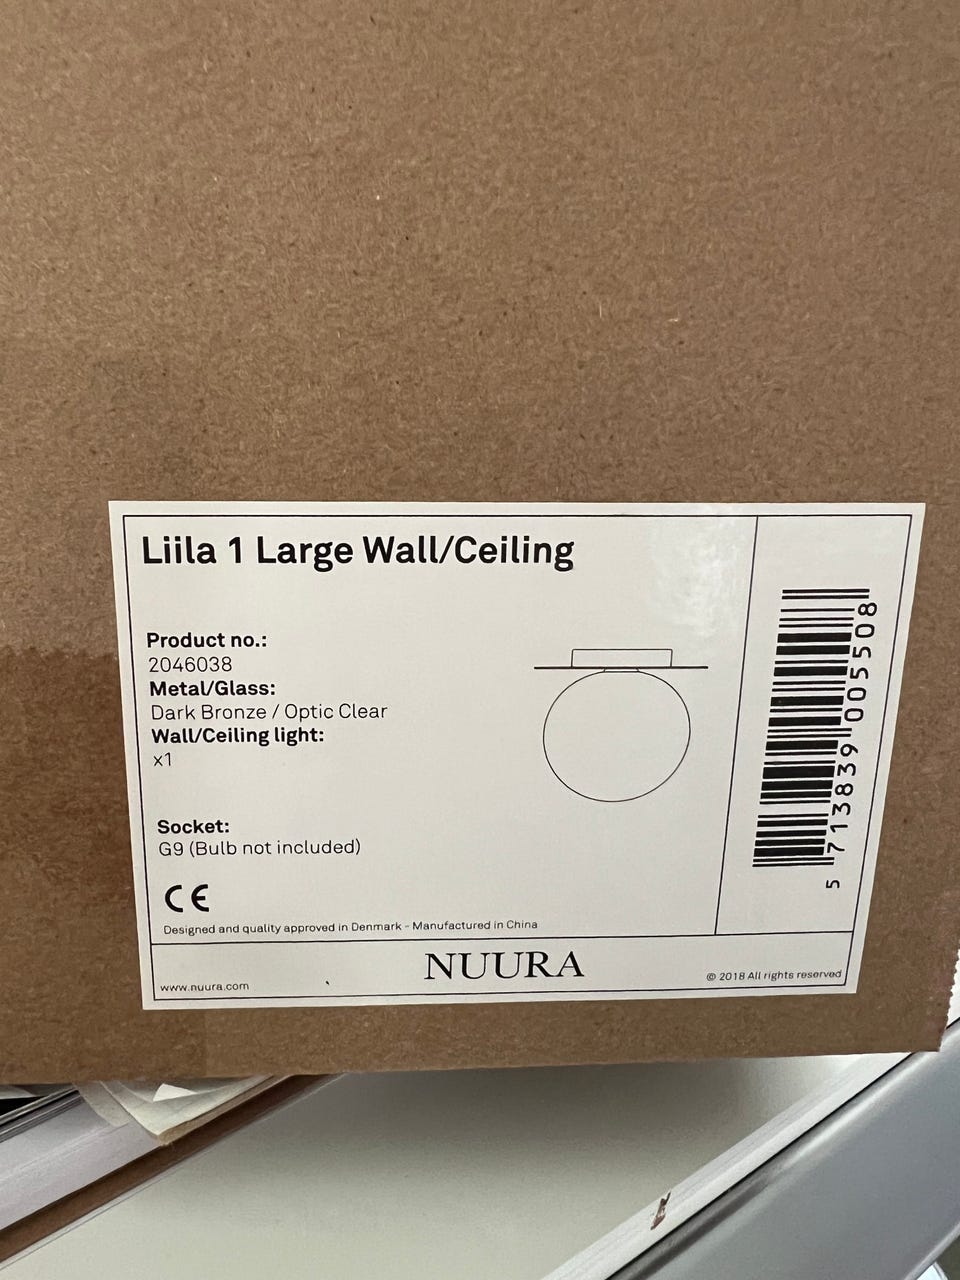 Liila 1 Large Wall/Ceiling
Product no.:
2046038
Metal/Glass:
Dark Bronze / Optic Clear
Wall/Ceiling light:
x1
Socket:
G9 (Bulb not included)
CE
Designed and quality approved in Denmark - Manufactured in China
www.nuura.com
NUURA
© 2018 All rights reserved
5 713839 005508